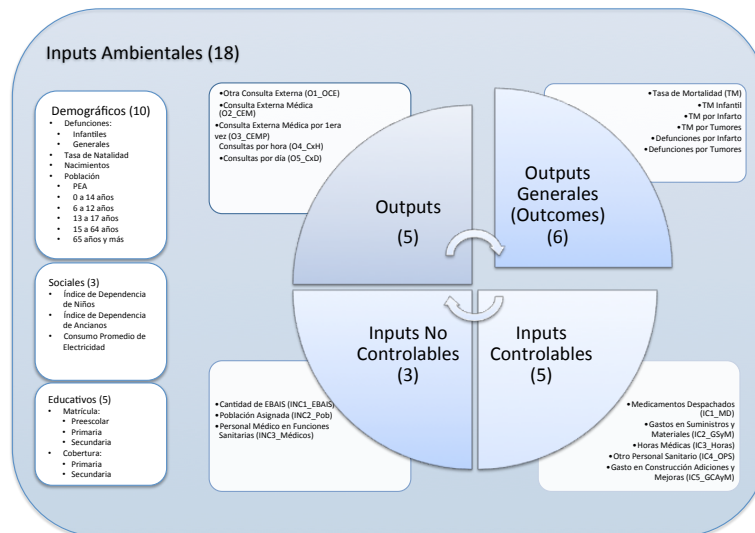 Inputs Ambientales (18)
Demográficos (10)
• Defunciones:
• Infantiles
• Generales
• Tasa de Natalidad
• Nacimientos
• Población
• PEA
• 0 a 14 años
• 6 a 12 años
• 13 a 17 años
• 15 a 64 años
• 65 años y más
Sociales (3)
• Índice de Dependencia
de Niños
• Índice de Dependencia
de Ancianos
• Consumo Promedio de
Electricidad
Educativos (5)
• Matrícula:
• Preescolar
• Primaria
• Secundaria
• Cobertura:
• Primaria
• Secundaria
•Otra Consulta Externa (O1_OCE)
•Consulta Externa Médica
(O2_CEM)
•Consulta Externa Médica por 1era
vez (O3_CEMP)
Consultas por hora (O4_CxH)
•Consultas por día (O5_CxD)
Outputs
(5)
•Tasa de Mortalidad (TM)
•TM Infantil
•TM por Infarto
•TM por Tumores
•Defunciones por Infarto
•Defunciones por Tumores
Outputs
Generales
(Outcomes)
(6)
Inputs No
Controlables
(3)
•Cantidad de EBAIS (INC1_EBAIS)
•Población Asignada (INC2_Pob)
•Personal Médico en Funciones
Sanitarias (INC3_Médicos)
Inputs
Controlables
(5)
•Medicamentos Despachados
(IC1_MD)
•Gastos en Suministros y
Materiales (IC2_GSyM)
•Horas Médicas (IC3_Horas)
•Otro Personal Sanitario (IC4_OPS)
•Gasto en Construcción Adiciones y
Mejoras (IC5_GCAyM)